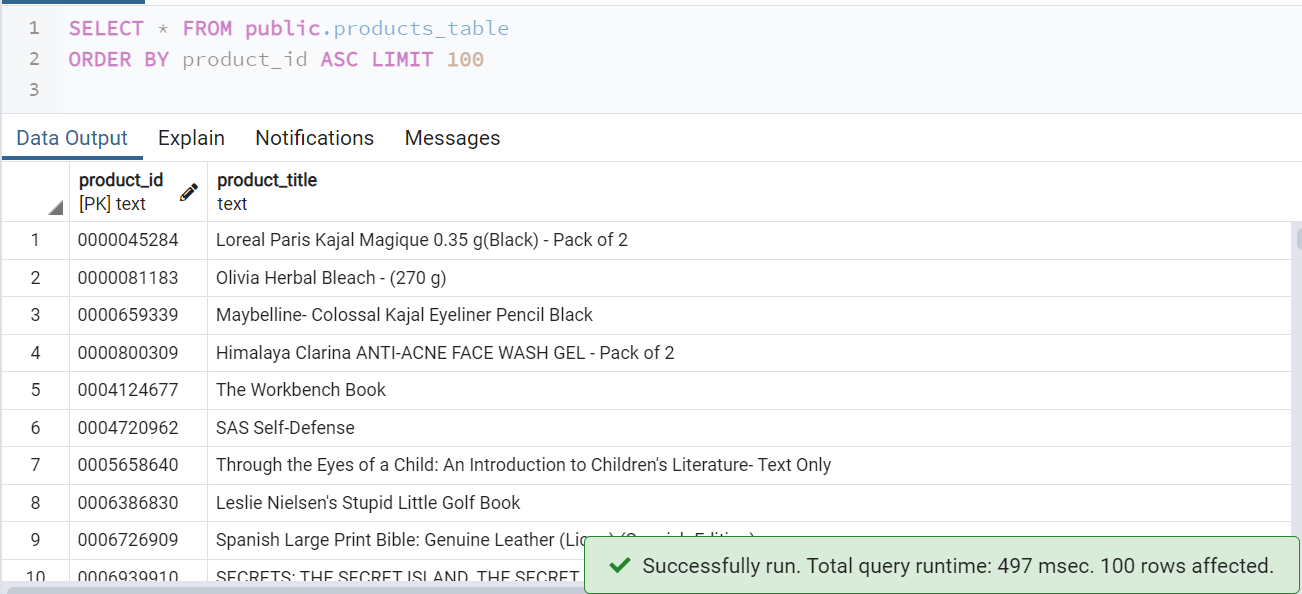 1 SELECT * FROM public.products_table
2 ORDER BY product_id ASC LIMIT 100
3
Data Output Explain Notifications Messages
product_id product_title
[PK] text text
1 0000045284 Loreal Paris Kajal Magique 0.35 g(Black) - Pack of 2
2 0000081183 Olivia Herbal Bleach - (270 g)
3 0000659339 Maybelline- Colossal Kajal Eyeliner Pencil Black
4 0000800309 Himalaya Clarina ANTI-ACNE FACE WASH GEL - Pack of 2
5 0004124677 The Workbench Book
6 0004720962 SAS Self-Defense
7 0005658640 Through the Eyes of a Child: An Introduction to Children's Literature- Text Only
8 0006386830 Leslie Nielsen's Stupid Little Golf Book
9 0006726909 Spanish Large Print Bible: Genuine Leather
10 0006939910 SECRETS: THE SECRET ISLAND, THE SECRET
Successfully run. Total query runtime: 497 msec. 100 rows affected.